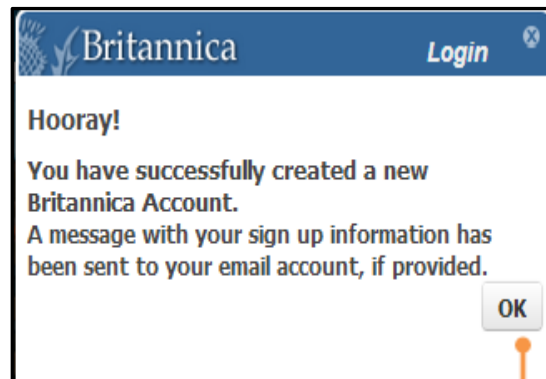 Britannica Login
Hooray!
You have successfully created a new
Britannica Account.
A message with your sign up information has
been sent to your email account, if provided.
OK